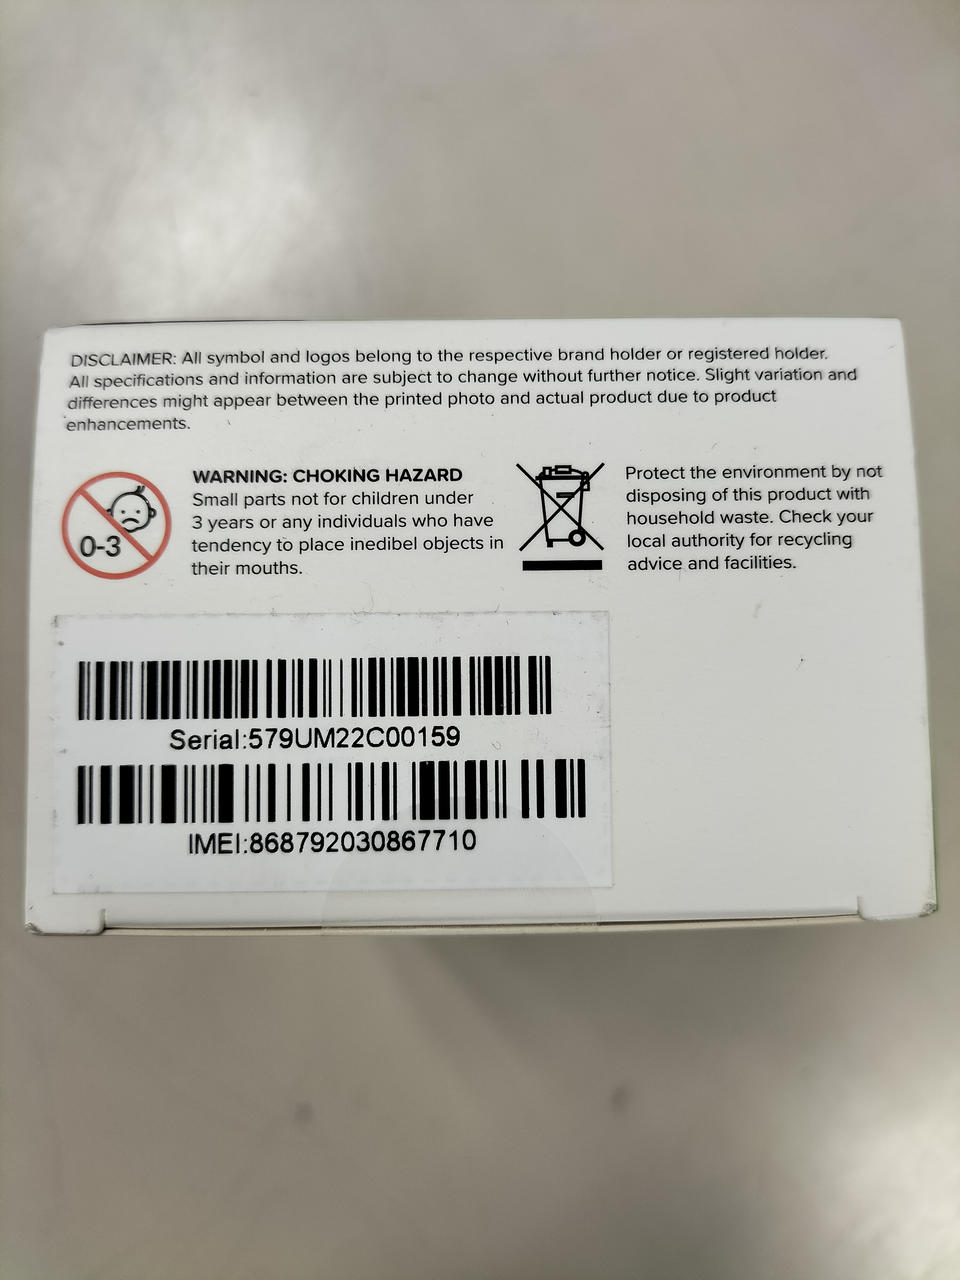 DISCLAIMER: All symbol and logos belong to the respective brand holder or registered holder.
All specifications and information are subject to change without further notice. Slight variation and
differences might appear between the printed photo and actual product due to product
enhancements.
WARNING: CHOKING HAZARD
Small parts not for children under
3 years or any individuals who have
tendency to place inedibel objects in
their mouths.
0-3
Protect the environment by not
disposing of this product with
household waste. Check your
local authority for recycling
advice and facilities.
Serial:579UM22C00159
IMEI:868792030867710